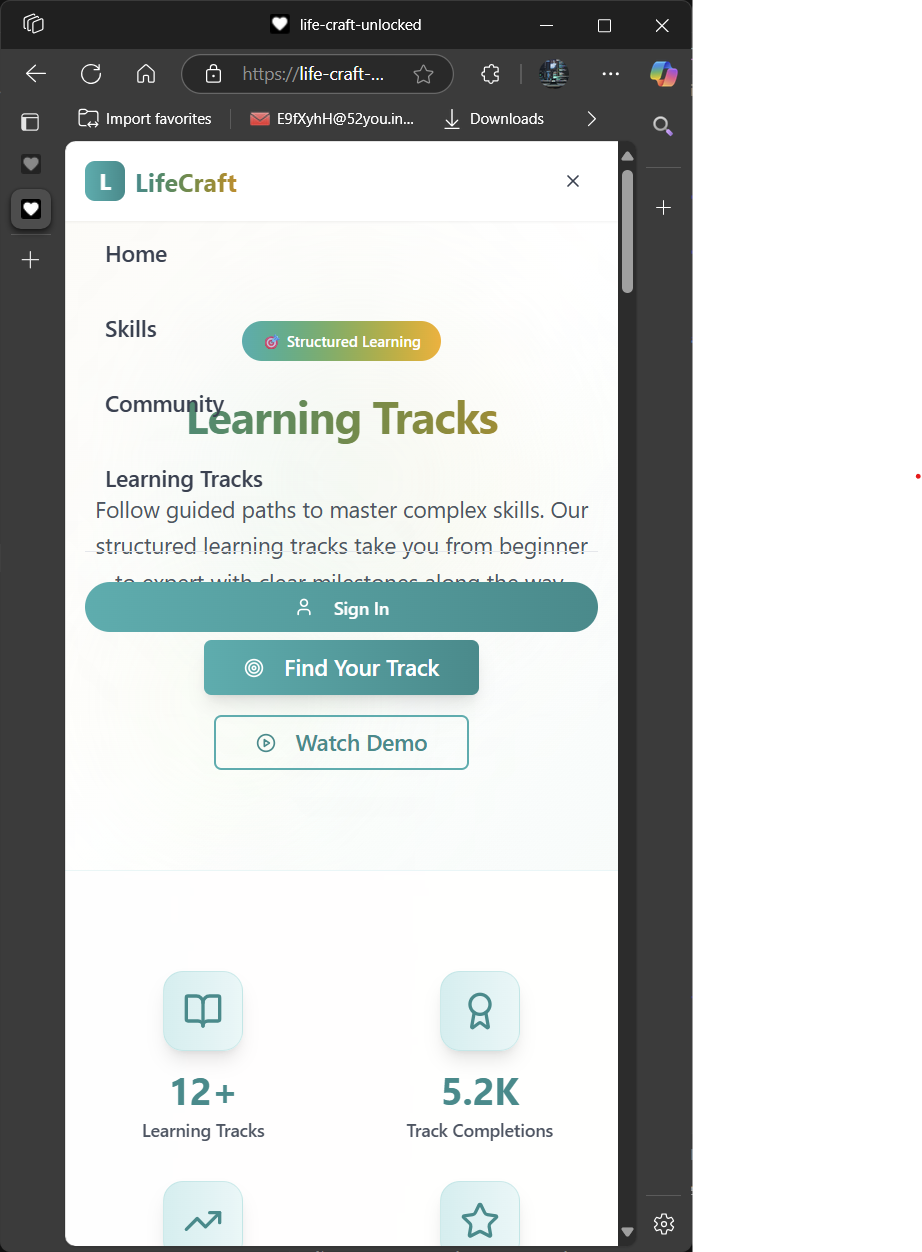 life-craft-unlocked
https://life-craft-...
Import favorites
E9fXyhH@52you.in...
Downloads
L LifeCraft
Home
Skills
🎯 Structured Learning
Community
Learning Tracks
Learning Tracks
Follow guided paths to master complex skills. Our
structured learning tracks take you from beginner
to expert with clear milestones along the way.
Sign In
Find Your Track
Watch Demo
12+
5.2K
Learning Tracks
Track Completions